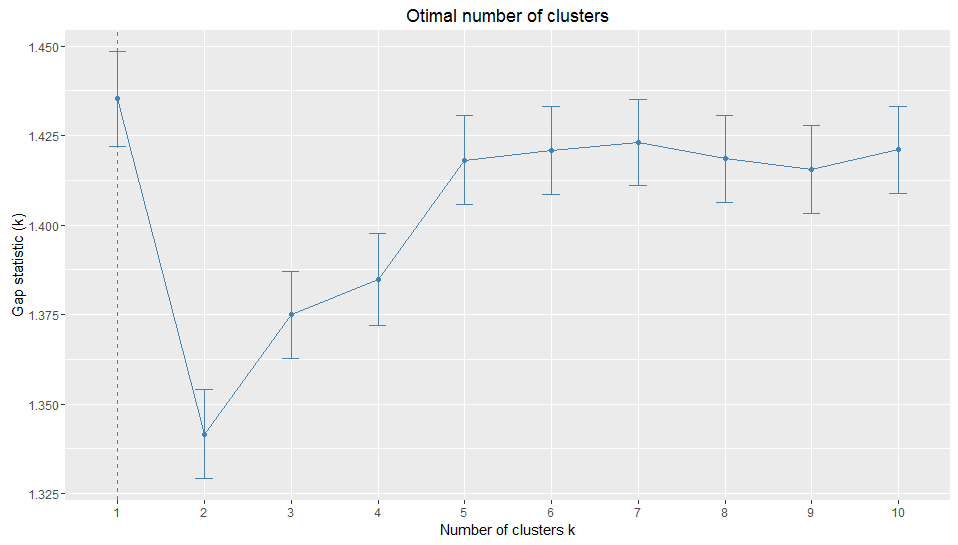 Otimal number of clusters
Gap statistic (k)
1.450
1.425
1.400
1.375
1.350
1.325
1 2 3 4 5 6 7 8 9 10
Number of clusters k